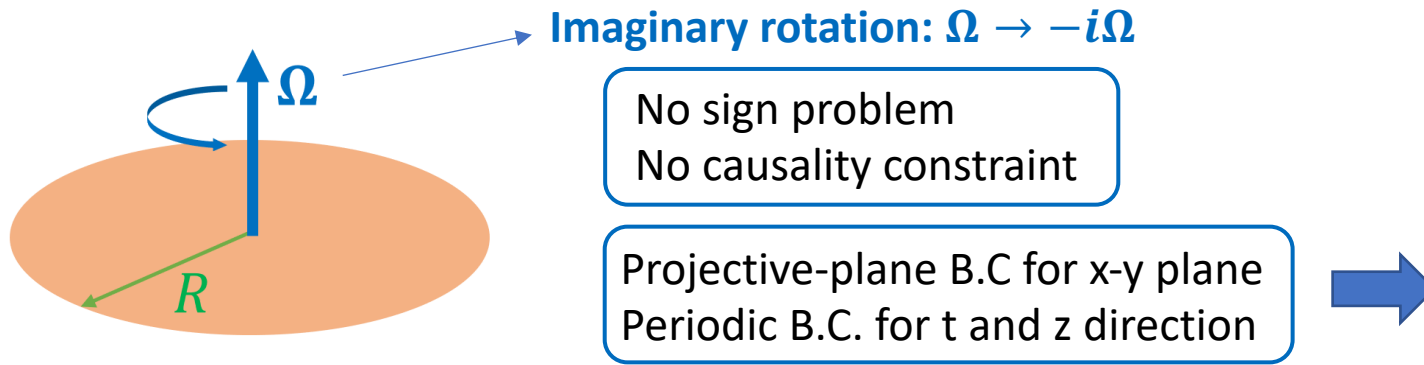 Imaginary rotation: Ω → −iΩ
Ω
No sign problem
No causality constraint
Projective-plane B.C for x-y plane
Periodic B.C. for t and z direction
R